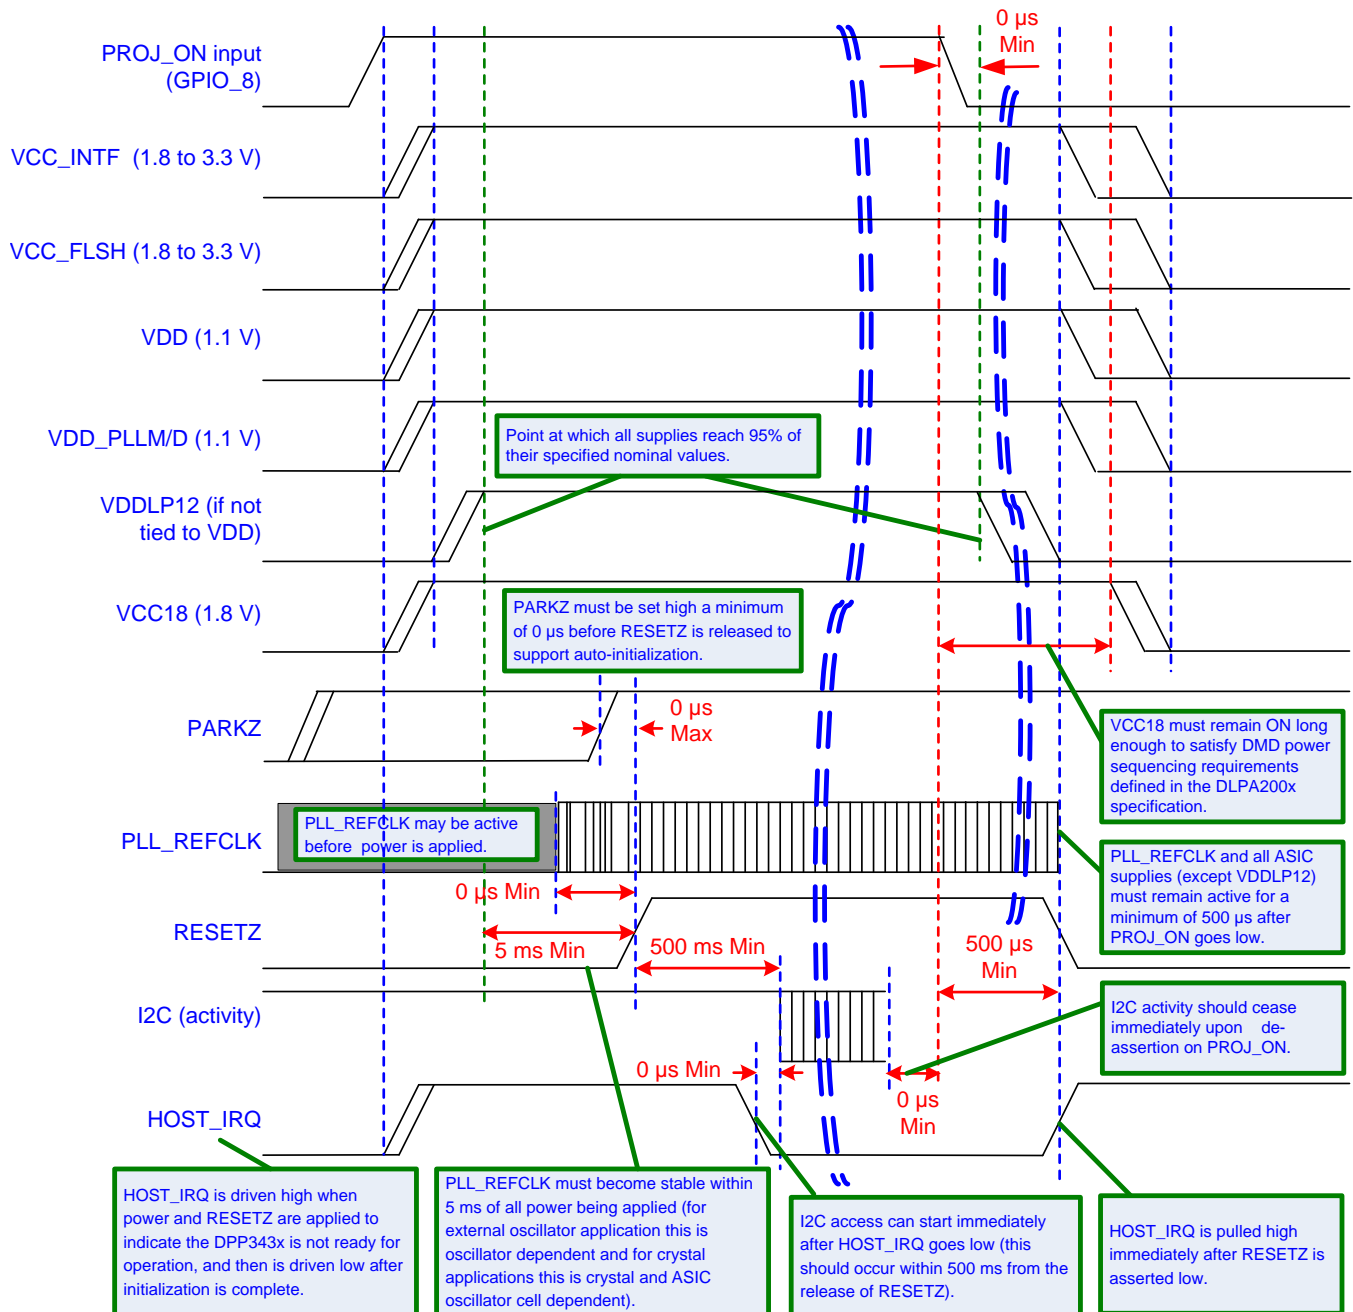 0 µs
Min
PROJ_ON input
(GPIO_8)
VCC_INTF (1.8 to 3.3 V)
VCC_FLSH (1.8 to 3.3 V)
VDD (1.1 V)
VDD_PLLM/D (1.1 V)
Point at which all supplies reach 95% of
their specified nominal values.
VDDLP12 (if not
tied to VDD)
VCC18 (1.8 V)
PARKZ must be set high a minimum
of 0 µs before RESETZ is released to
support auto-initialization.
PARKZ
0 µs
Max
VCC18 must remain ON long
enough to satisfy DMD power
sequencing requirements
defined in the DLPA200x
specification.
PLL_REFCLK
PLL_REFCLK may be active
before power is applied.
PLL_REFCLK and all ASIC
supplies (except VDDLP12)
must remain active for a
minimum of 500 µs after
PROJ_ON goes low.
0 µs Min
RESETZ
5 ms Min
500 ms Min
500 µs
Min
I2C (activity)
I2C activity should cease
immediately upon de-
assertion on PROJ_ON.
0 µs Min
0 µs
Min
HOST_IRQ
HOST_IRQ is driven high when
power and RESETZ are applied to
indicate the DPP343x is not ready for
operation, and then is driven low after
initialization is complete.
PLL_REFCLK must become stable within
5 ms of all power being applied (for
external oscillator application this is
oscillator dependent and for crystal
applications this is crystal and ASIC
oscillator cell dependent).
I2C access can start immediately
after HOST_IRQ goes low (this
should occur within 500 ms from the
release of RESETZ).
HOST_IRQ is pulled high
immediately after RESETZ is
asserted low.